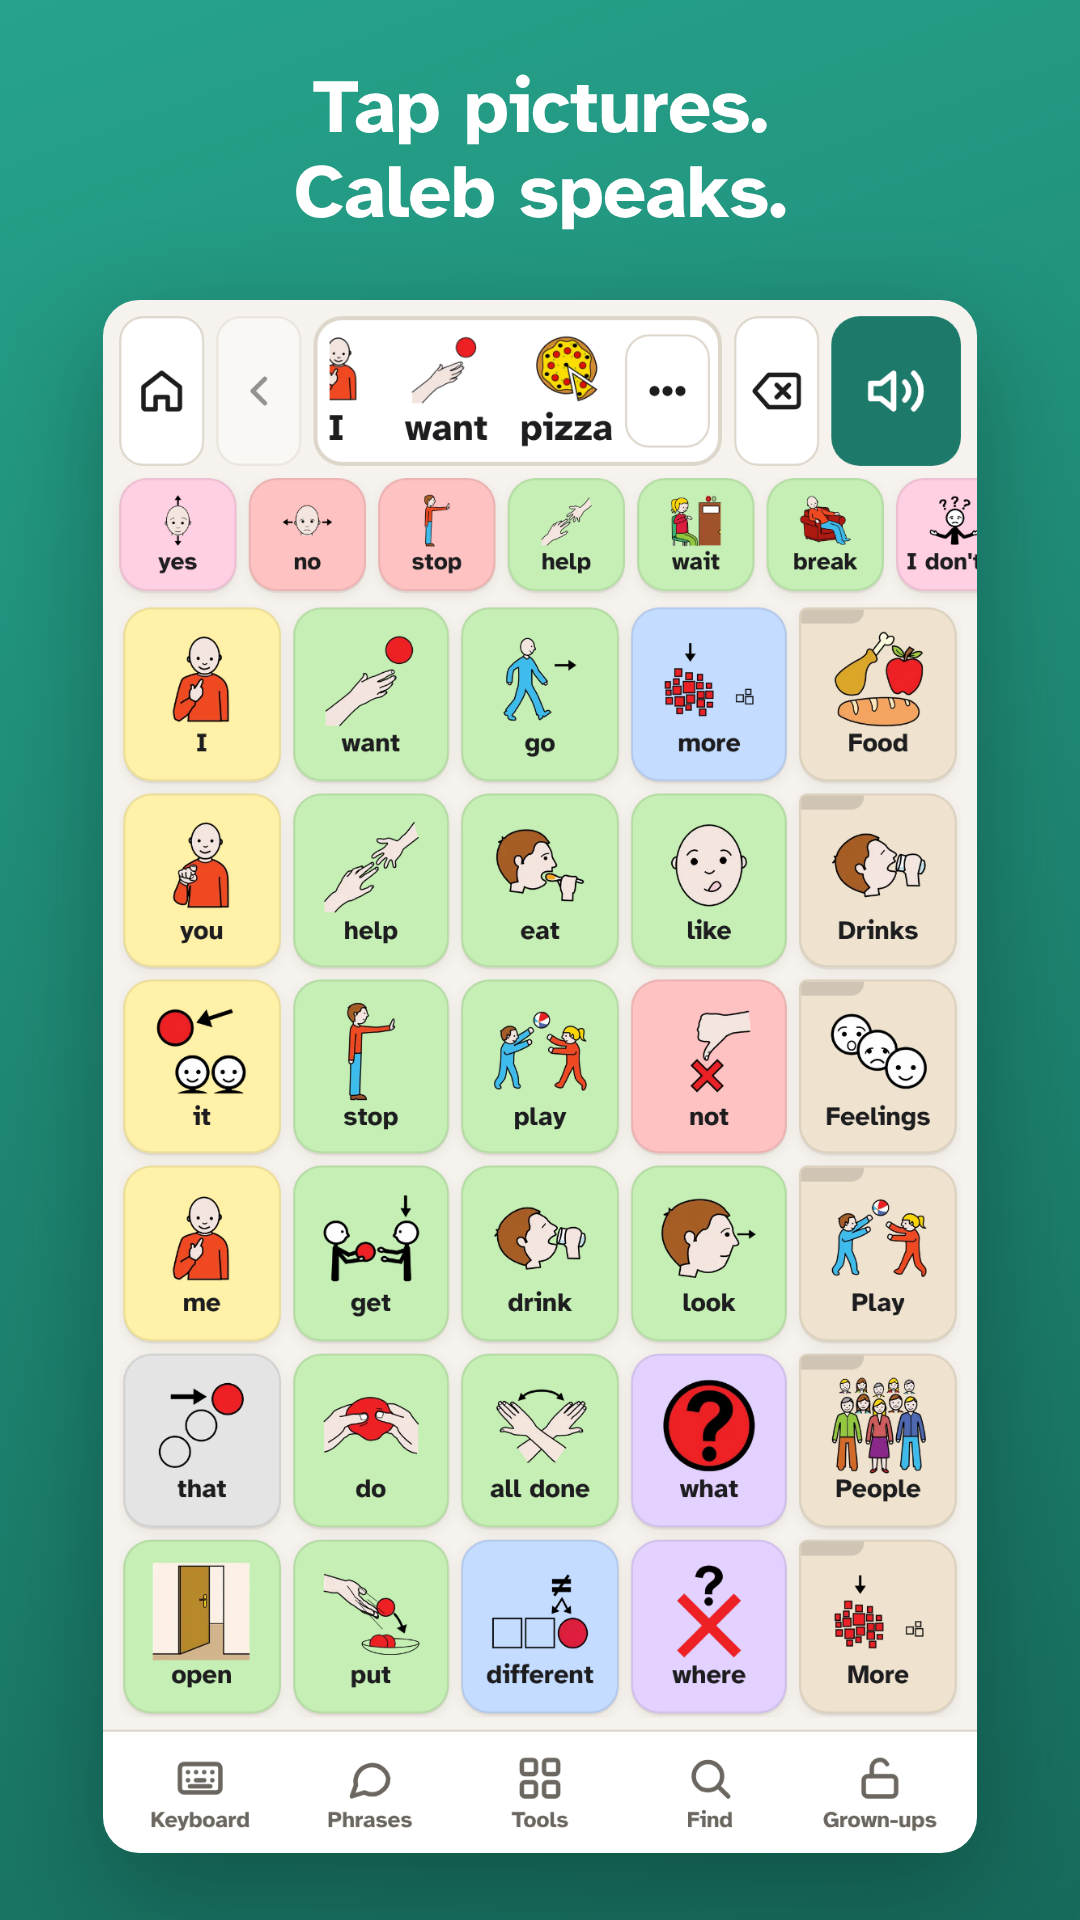 Tap pictures.
Caleb speaks.
I want pizza
yes no stop help wait break I don't
I want go more Food
you help eat like Drinks
it stop play not Feelings
me get drink look Play
that do all done what People
open put different where More
Keyboard Phrases Tools Find Grown-ups